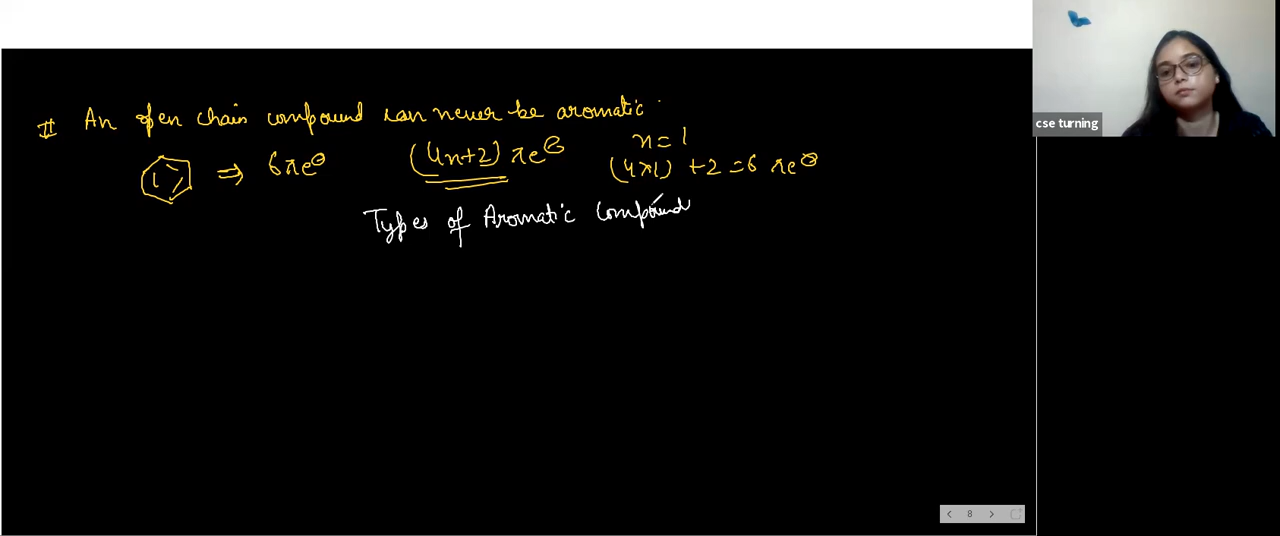 II An open chain compound can never be aromatic.
⇒ 6πe⊖ (4n+2) πe⊖ n=1
(4×1) +2 =6 πe⊖
Types of Aromatic Compound
cse turning
8